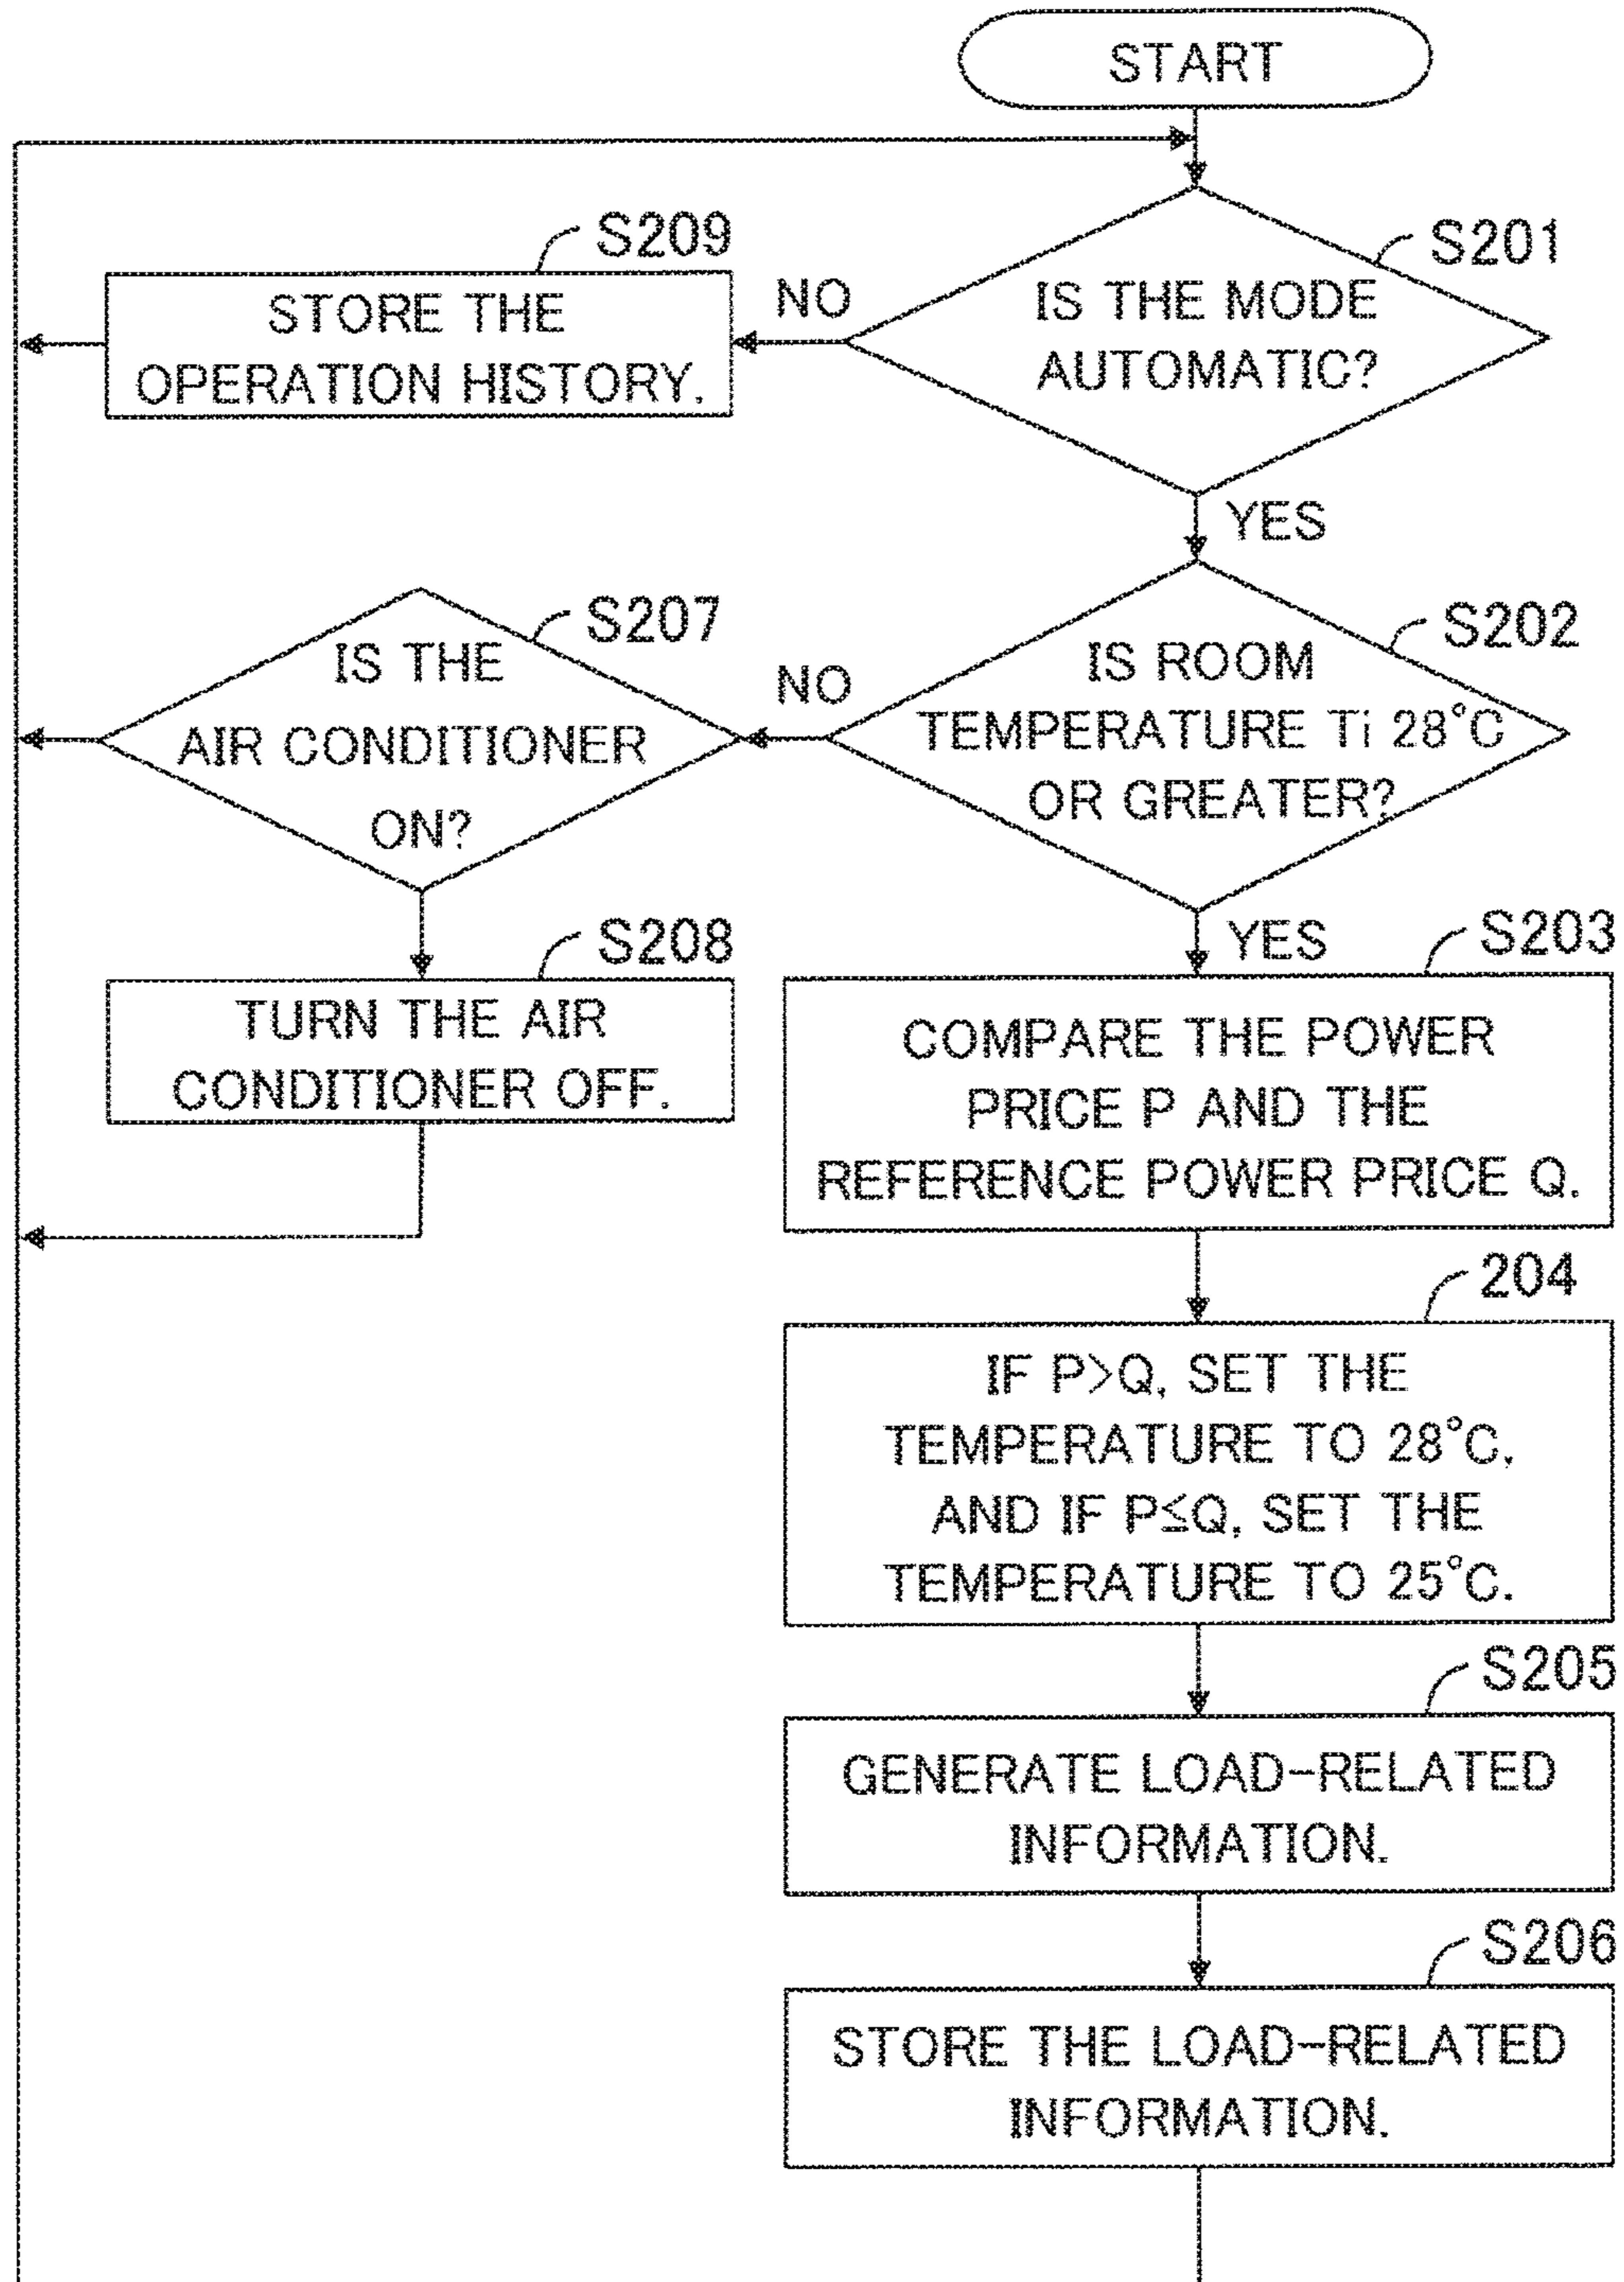 START
S209
STORE THE
OPERATION HISTORY.
NO
S201
IS THE MODE
AUTOMATIC?
YES
S207
IS THE
AIR CONDITIONER
ON?
NO
S202
IS ROOM
TEMPERATURE Ti 28°C
OR GREATER?
YES
S208
TURN THE AIR
CONDITIONER OFF.
S203
COMPARE THE POWER
PRICE P AND THE
REFERENCE POWER PRICE Q.
204
IF P>Q, SET THE
TEMPERATURE TO 28°C,
AND IF P≦Q, SET THE
TEMPERATURE TO 25°C.
S205
GENERATE LOAD-RELATED
INFORMATION.
S206
STORE THE LOAD-RELATED
INFORMATION.